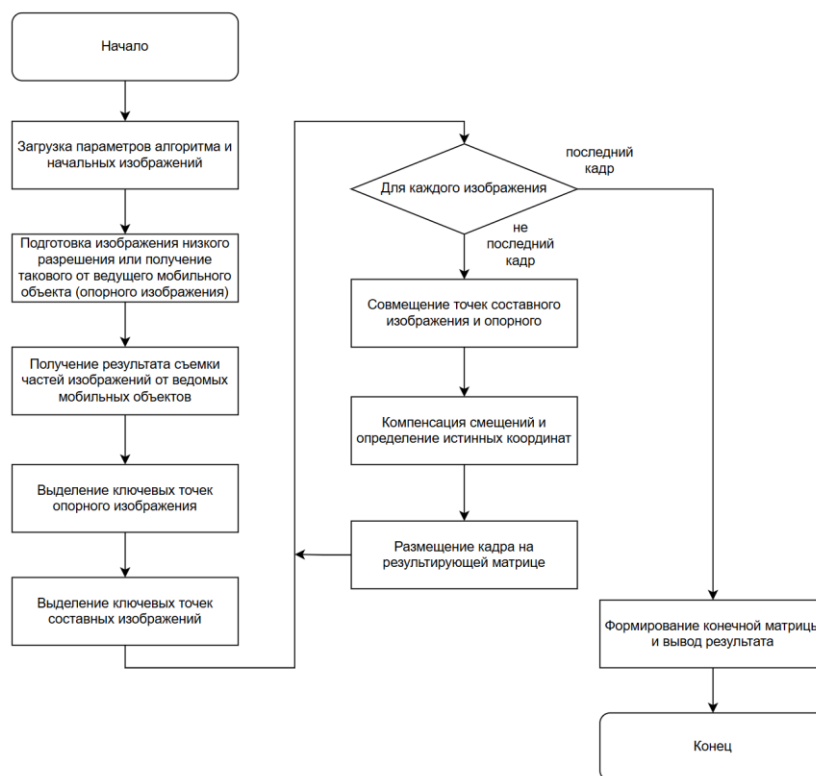 Начало
Загрузка параметров алгоритма и
начальных изображений
Подготовка изображения низкого
разрешения или получение
такового от ведущего мобильного
объекта (опорного изображения)
Получение результата съемки
частей изображений от ведомых
мобильных объектов
Выделение ключевых точек
опорного изображения
Выделение ключевых точек
составных изображений
Для каждого изображения
последний
кадр
не
последний
кадр
Совмещение точек составного
изображения и опорного
Компенсация смещений и
определение истинных координат
Размещение кадра на
результирующей матрице
Формирование конечной матрицы
и вывод результата
Конец